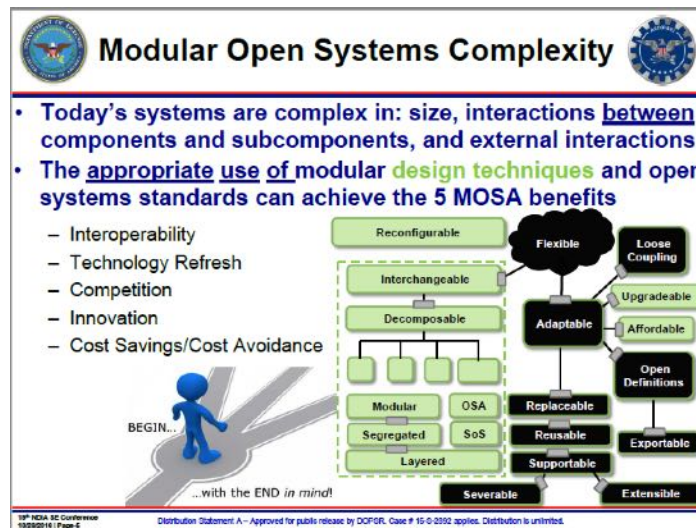 Modular Open Systems Complexity
• Today's systems are complex in: size, interactions between
components and subcomponents, and external interactions
• The appropriate use of modular design techniques and open
systems standards can achieve the 5 MOSA benefits
– Interoperability
– Technology Refresh
– Competition
– Innovation
– Cost Savings/Cost Avoidance
Reconfigurable
Interchangeable
Decomposable
Modular
OSA
Segregated
SoS
Layered
Flexible
Loose
Coupling
Upgradeable
Adaptable
Affordable
Open
Definitions
Replaceable
Reusable
Exportable
Supportable
Severable
Extensible
BEGIN...
...with the END in mind!
19th NDIA SE Conference
Page-5
Distribution Statement A – Approved for public release by DOPSR. Case # 16-S-2892 applies. Distribution is unlimited.